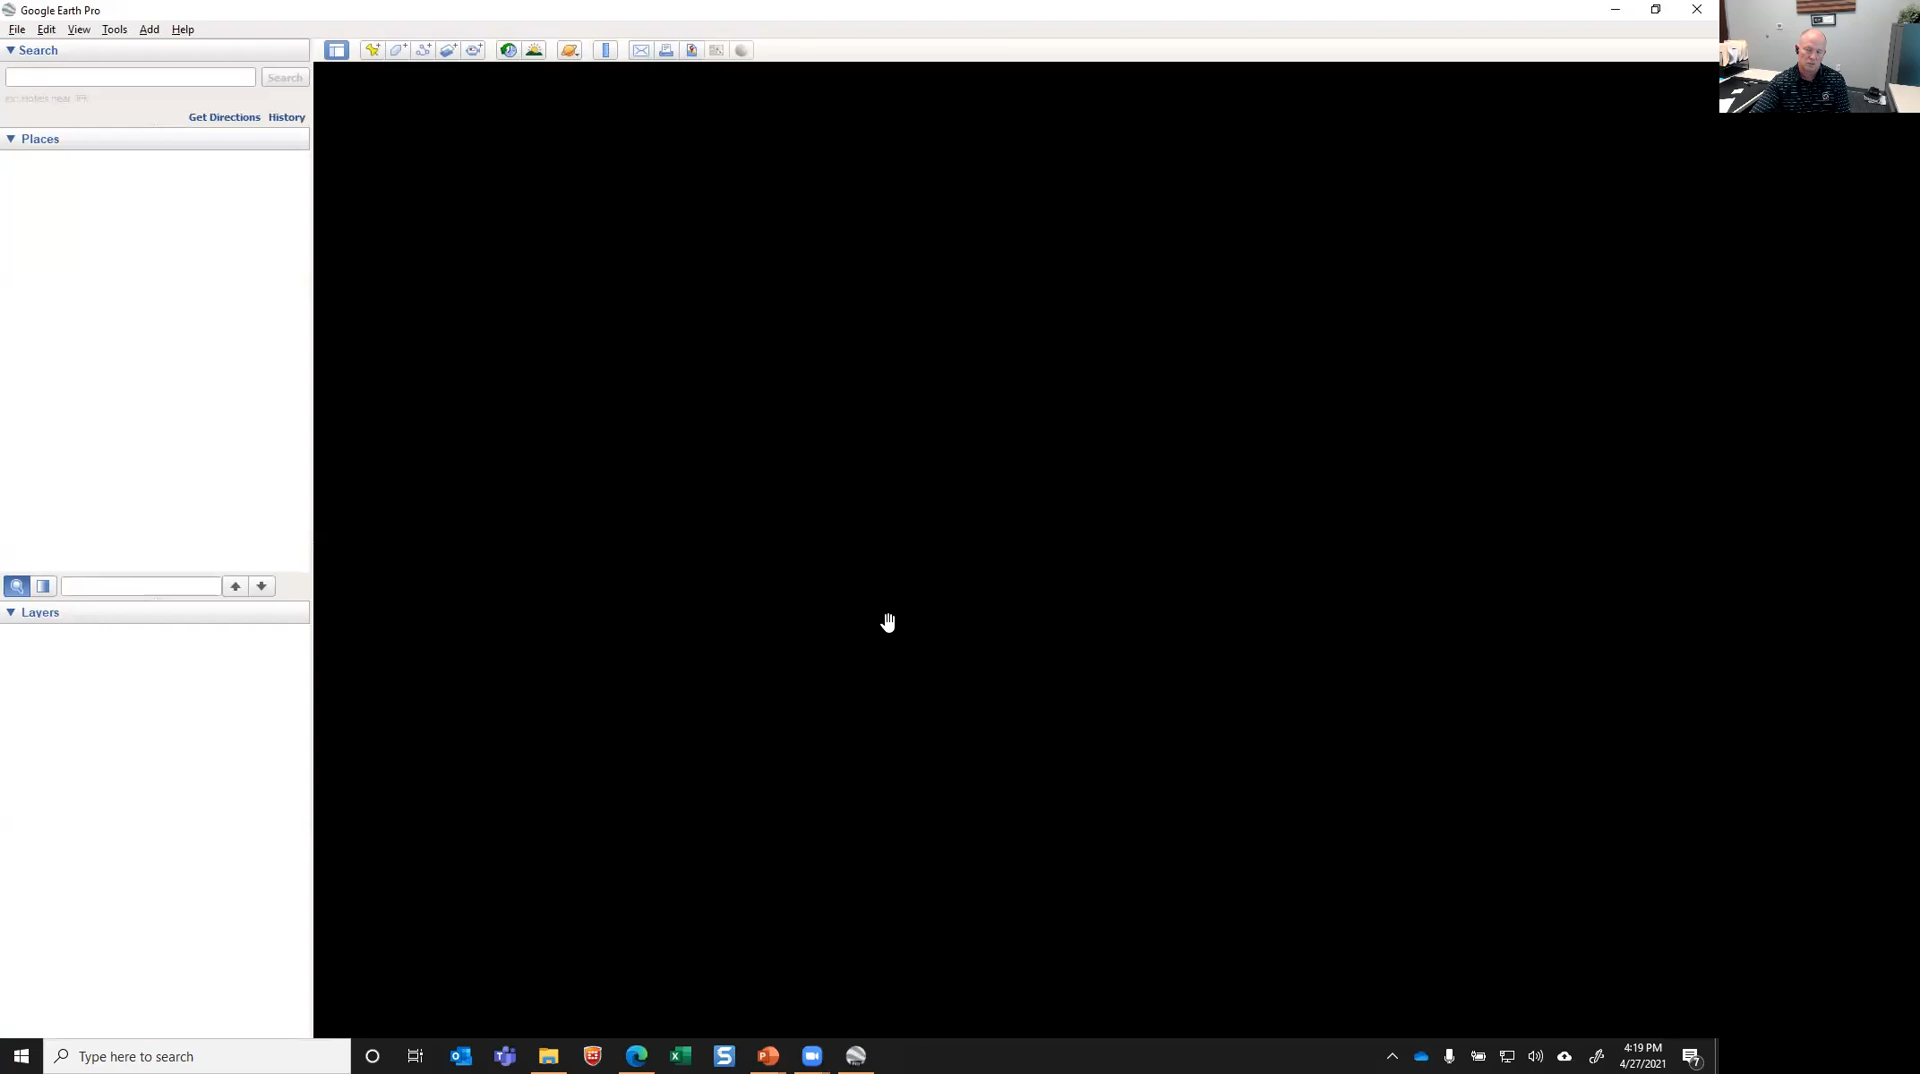 Google Earth Pro
File Edit View Tools Add Help
Search
Search
Get Directions History
Places
Layers
Type here to search
4:19 PM
4/27/2021
7